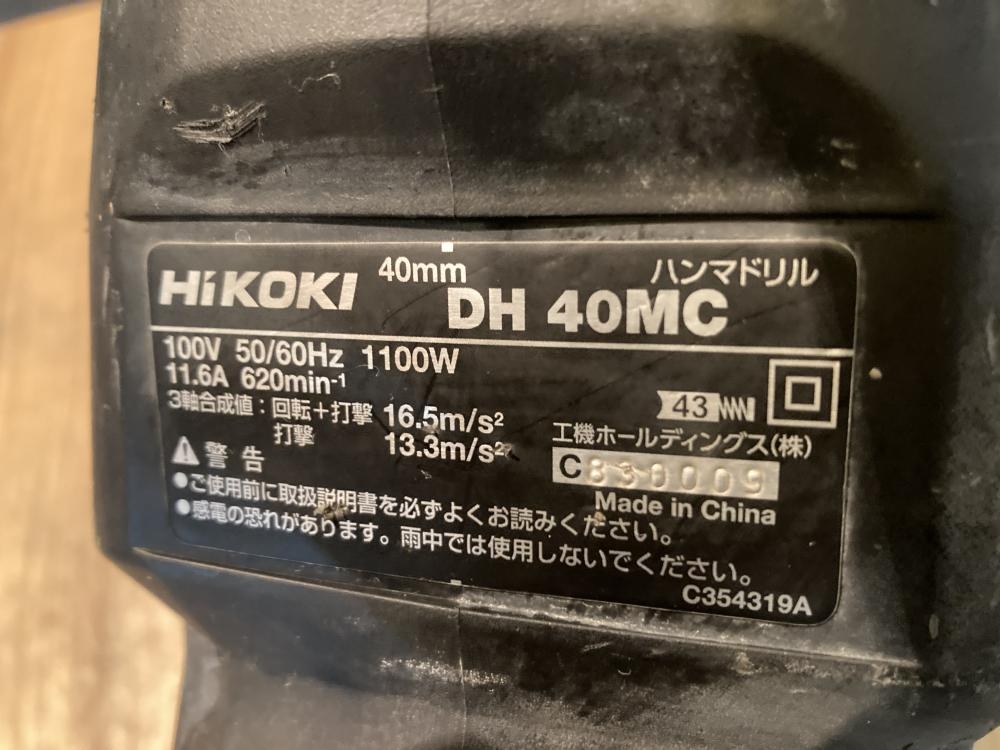 HiKOKI 40mm ハンマドリル
DH 40MC
100V 50/60Hz 1100W
11.6A 620min-1
3軸合成値：回転＋打撃 16.5m/s2
打撃 13.3m/s2
43
工機ホールディングス(株)
警告
C830009
Made in China
●ご使用前に取扱説明書を必ずよくお読みください。
●感電の恐れがあります。雨中では使用しないでください。
C354319A